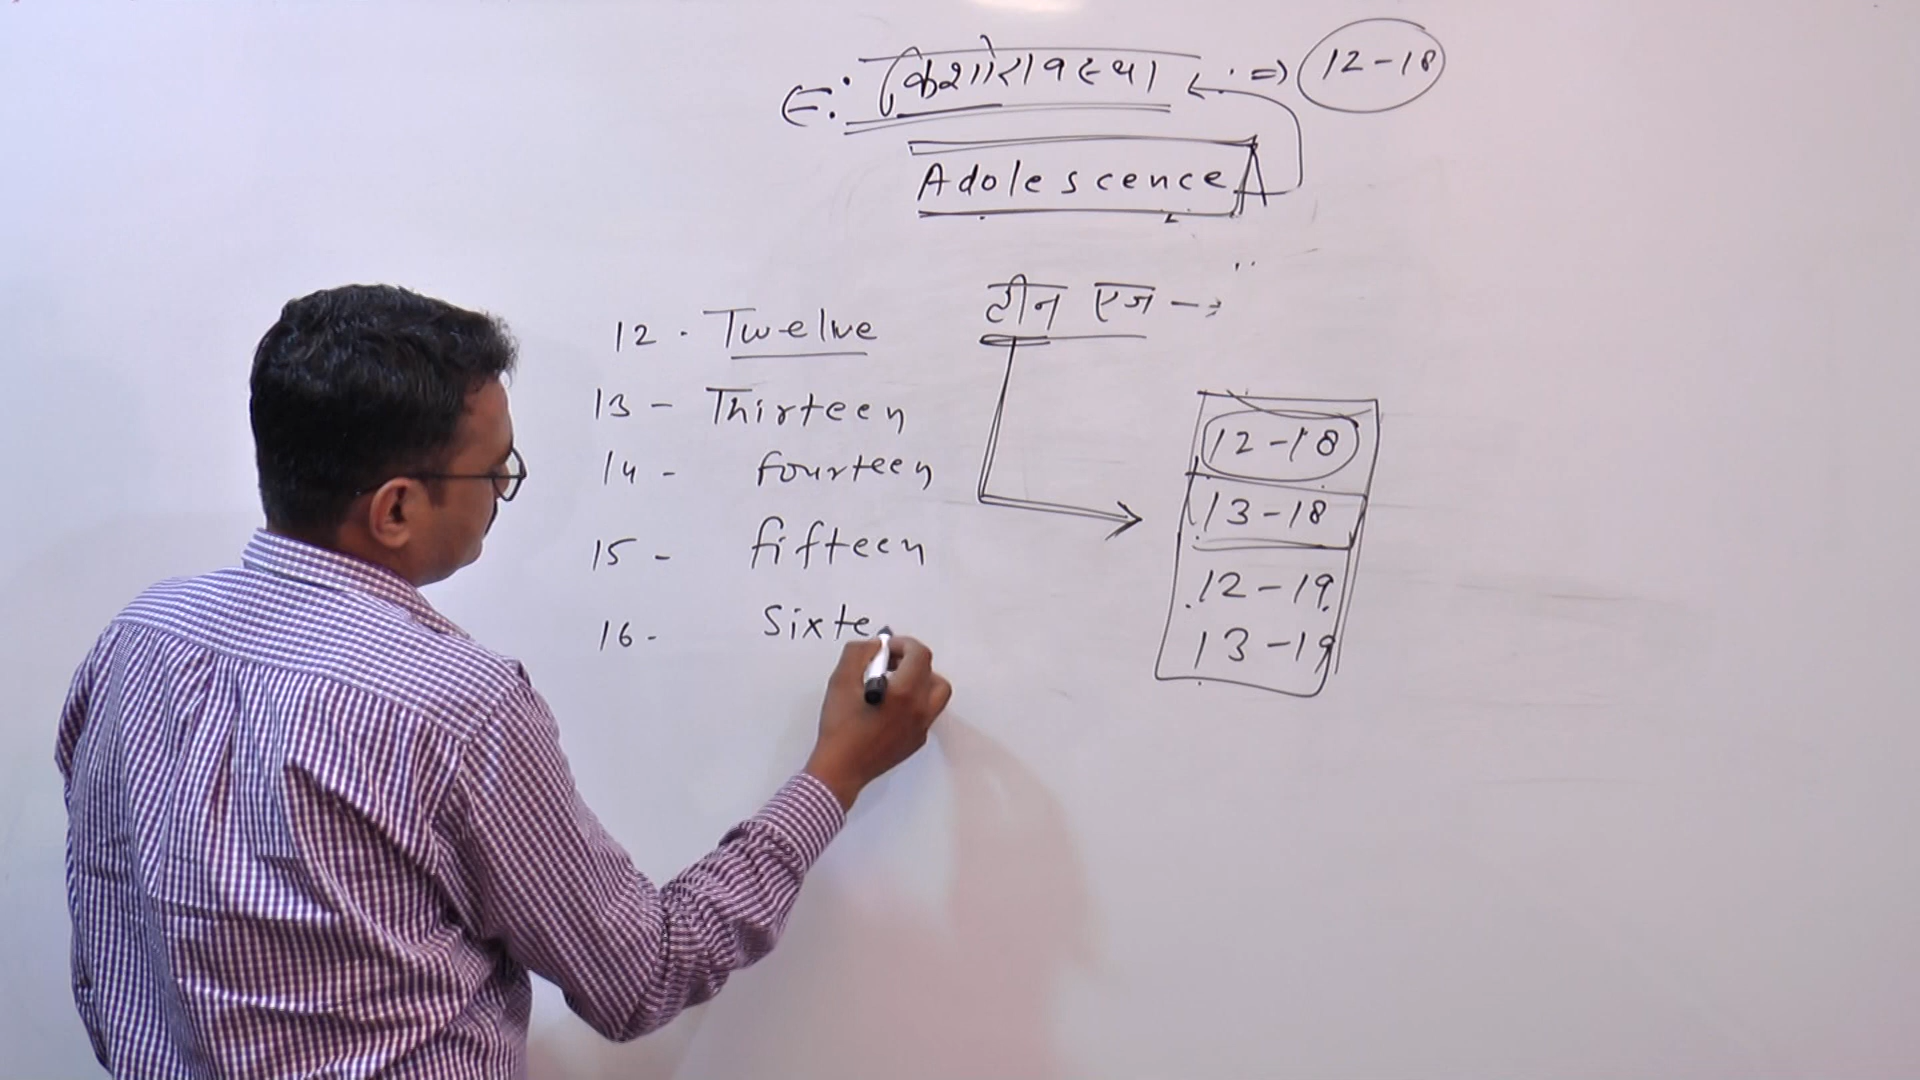 ∈: किशोरावस्था ⇒ 12-18
Adolescence
टीन एज →
12 · Twelve
13 - Thirteen
14 - fourteen
15 - fifteen
16 - Sixte
12-18
13-18
12-19
13-19